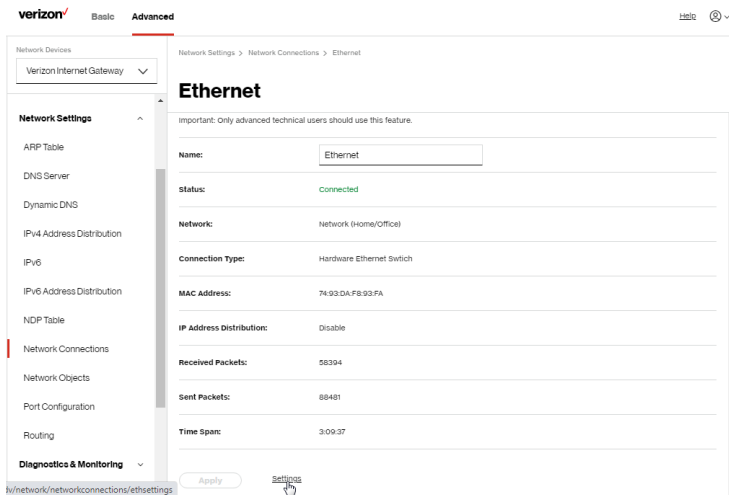 verizon✓ Basic Advanced Help
Network Devices
Verizon Internet Gateway
Network Settings
ARP Table
DNS Server
Dynamic DNS
IPv4 Address Distribution
IPv6
IPv6 Address Distribution
NDP Table
Network Connections
Network Objects
Port Configuration
Routing
Diagnostics & Monitoring
dv/network/networkconnections/ethsettings
Network Settings > Network Connections > Ethernet
Ethernet
Important: Only advanced technical users should use this feature.
Name: Ethernet
Status: Connected
Network: Network (Home/Office)
Connection Type: Hardware Ethernet Swtich
MAC Address: 74:93:DA:F8:93:FA
IP Address Distribution: Disable
Received Packets: 58394
Sent Packets: 88481
Time Span: 3:09:37
Apply Settings